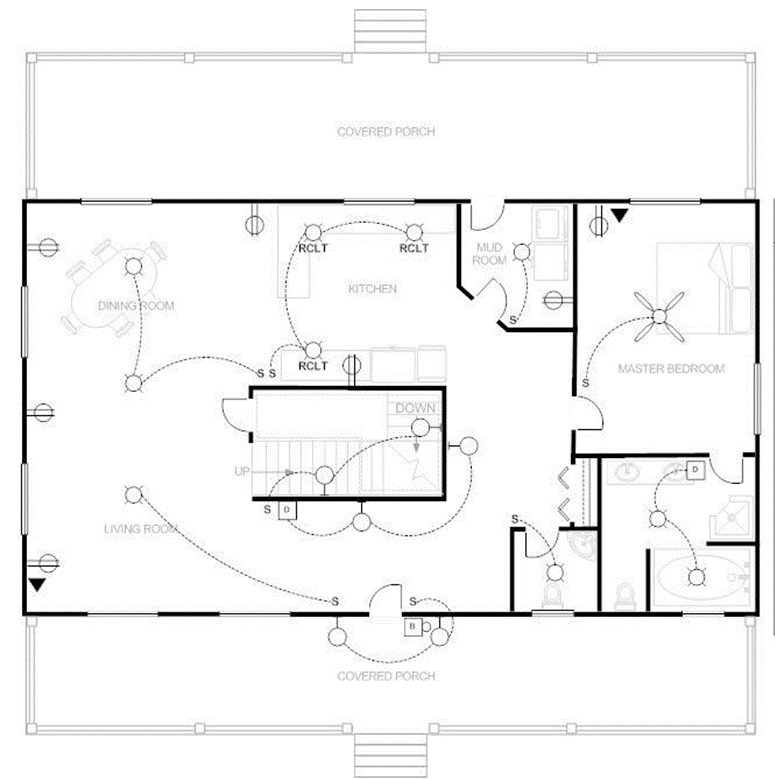 COVERED PORCH
RCLT
RCLT
MUD
ROOM
KITCHEN
DINING ROOM
S
RCLT
S S
MASTER BEDROOM
S
DOWN
UP
D
S
D
S
LIVING ROOM
S
S
B
COVERED PORCH